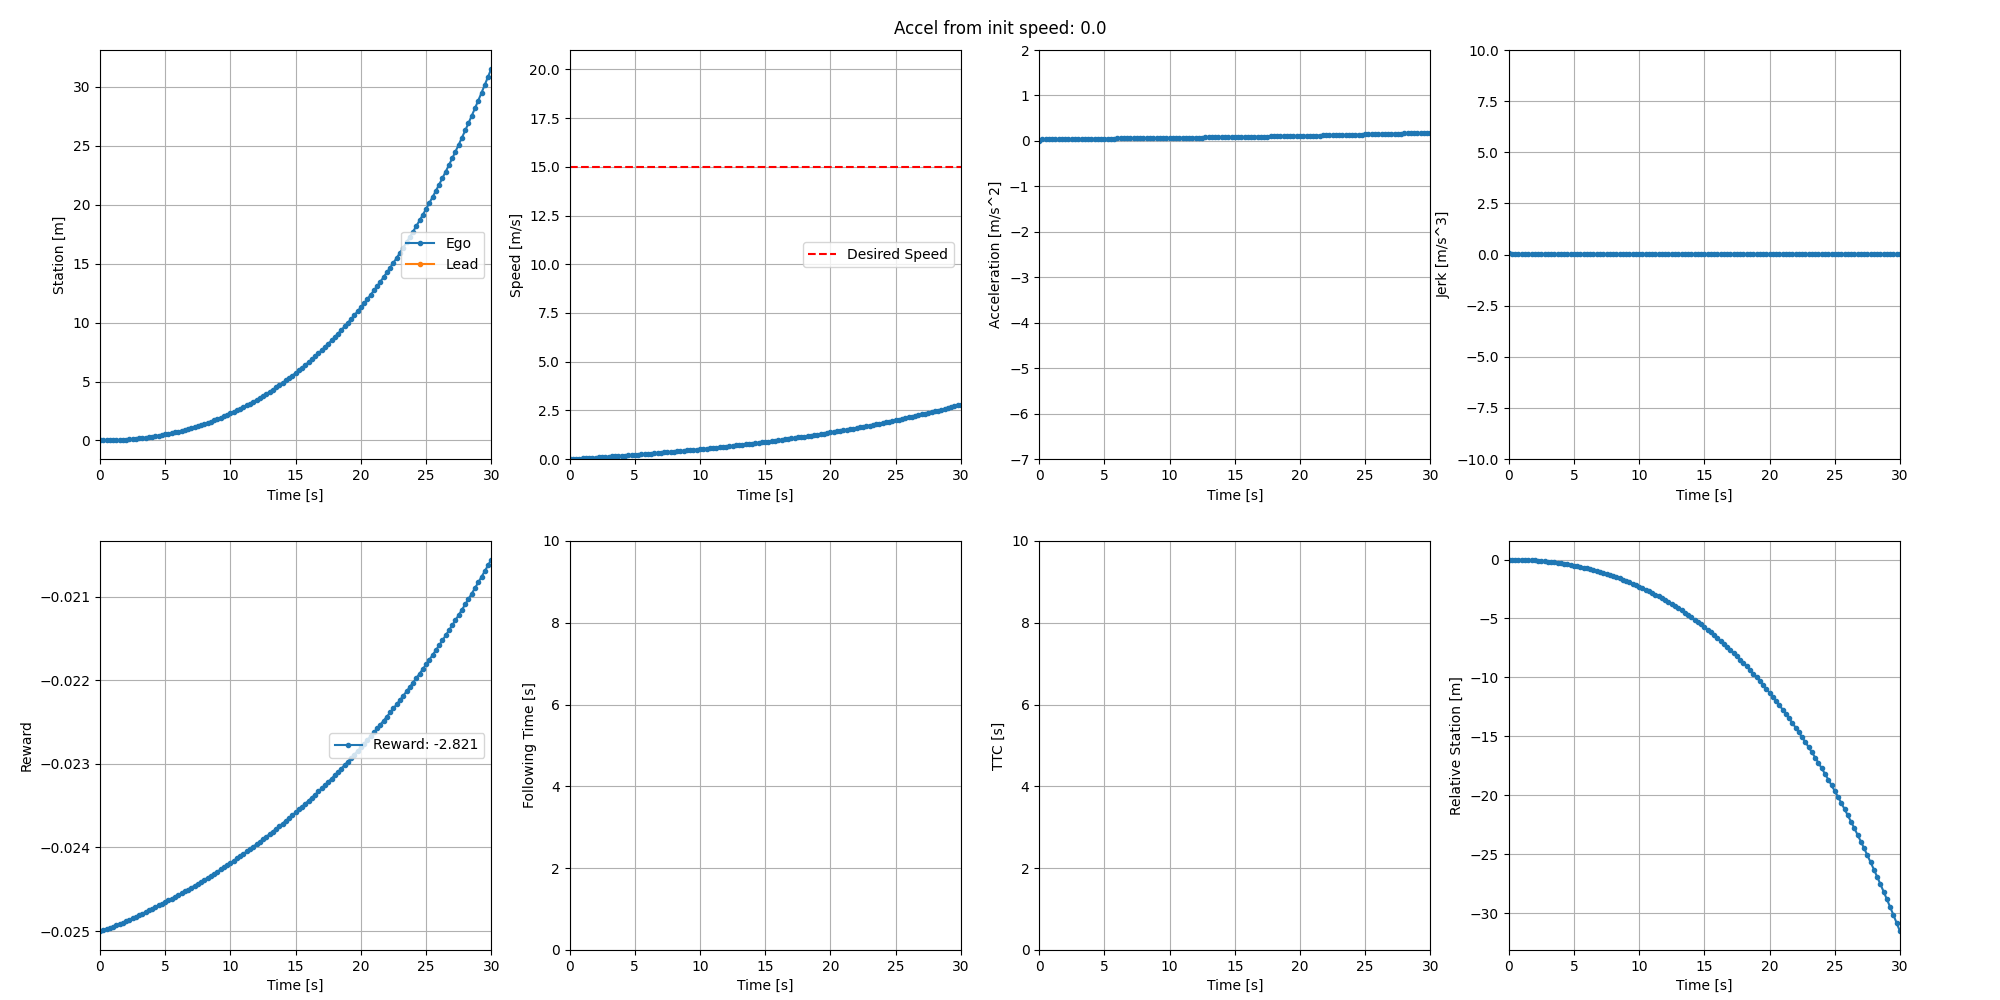 Accel from init speed: 0.0
Station [m]
30
25
20
15
10
5
0
Ego
Lead
0 5 10 15 20 25 30
Time [s]
Speed [m/s]
20.0
17.5
15.0
12.5
10.0
7.5
5.0
2.5
0.0
Desired Speed
0 5 10 15 20 25 30
Time [s]
Acceleration [m/s^2]
2
1
0
−1
−2
−3
−4
−5
−6
−7
0 5 10 15 20 25 30
Time [s]
Jerk [m/s^3]
10.0
7.5
5.0
2.5
0.0
−2.5
−5.0
−7.5
−10.0
0 5 10 15 20 25 30
Time [s]
Reward
−0.021
−0.022
−0.023
−0.024
−0.025
Reward: -2.821
0 5 10 15 20 25 30
Time [s]
Following Time [s]
10
8
6
4
2
0
0 5 10 15 20 25 30
Time [s]
TTC [s]
10
8
6
4
2
0
0 5 10 15 20 25 30
Time [s]
Relative Station [m]
0
−5
−10
−15
−20
−25
−30
0 5 10 15 20 25 30
Time [s]